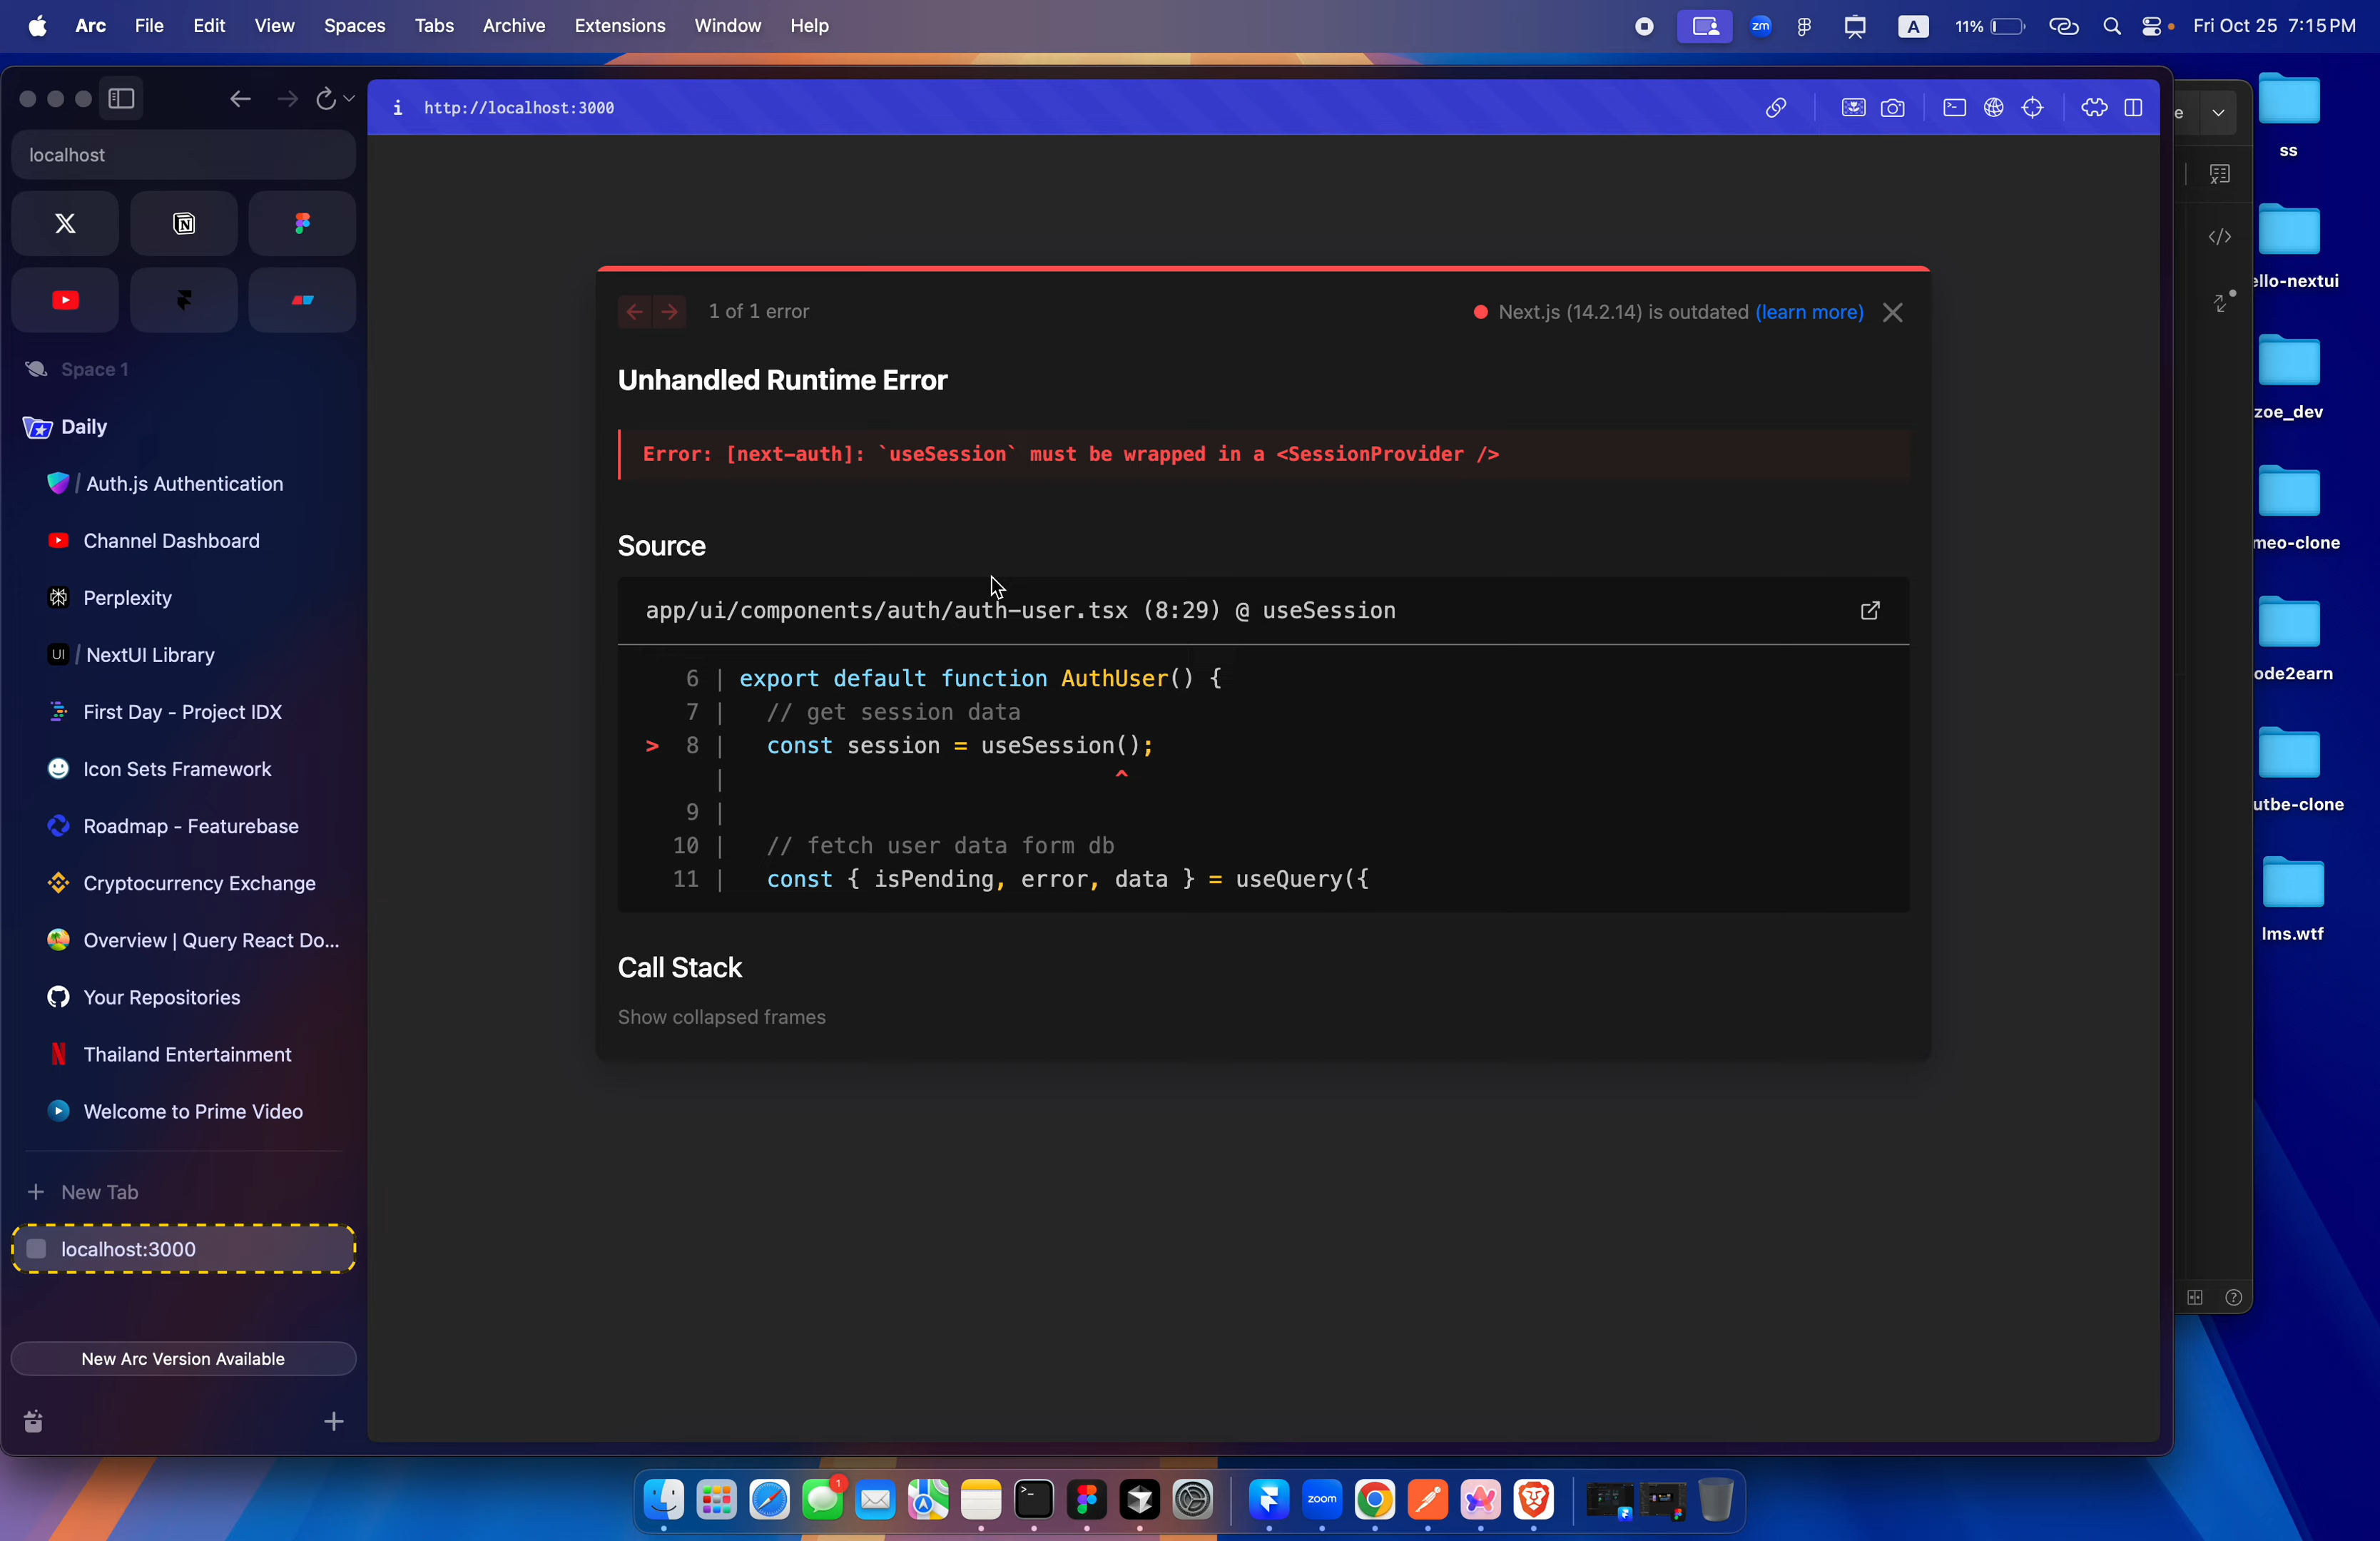 Arc File Edit View Spaces Tabs Archive Extensions Window Help
zm A 11% Fri Oct 25 7:15 PM
i http://localhost:3000
localhost
Space 1
Daily
/ Auth.js Authentication
Channel Dashboard
Perplexity
UI / NextUI Library
First Day - Project IDX
Icon Sets Framework
Roadmap - Featurebase
Cryptocurrency Exchange
Overview | Query React Do...
Your Repositories
Thailand Entertainment
Welcome to Prime Video
+ New Tab
localhost:3000
New Arc Version Available
1 of 1 error
Next.js (14.2.14) is outdated (learn more)
Unhandled Runtime Error
Error: [next-auth]: `useSession` must be wrapped in a <SessionProvider />
Source
app/ui/components/auth/auth-user.tsx (8:29) @ useSession
6 | export default function AuthUser() {
7 | // get session data
> 8 | const session = useSession();
| ^
9 |
10 | // fetch user data form db
11 | const { isPending, error, data } = useQuery({
Call Stack
Show collapsed frames
e
ss
ello-nextui
zoe_dev
meo-clone
ode2earn
utbe-clone
lms.wtf
1
zoom